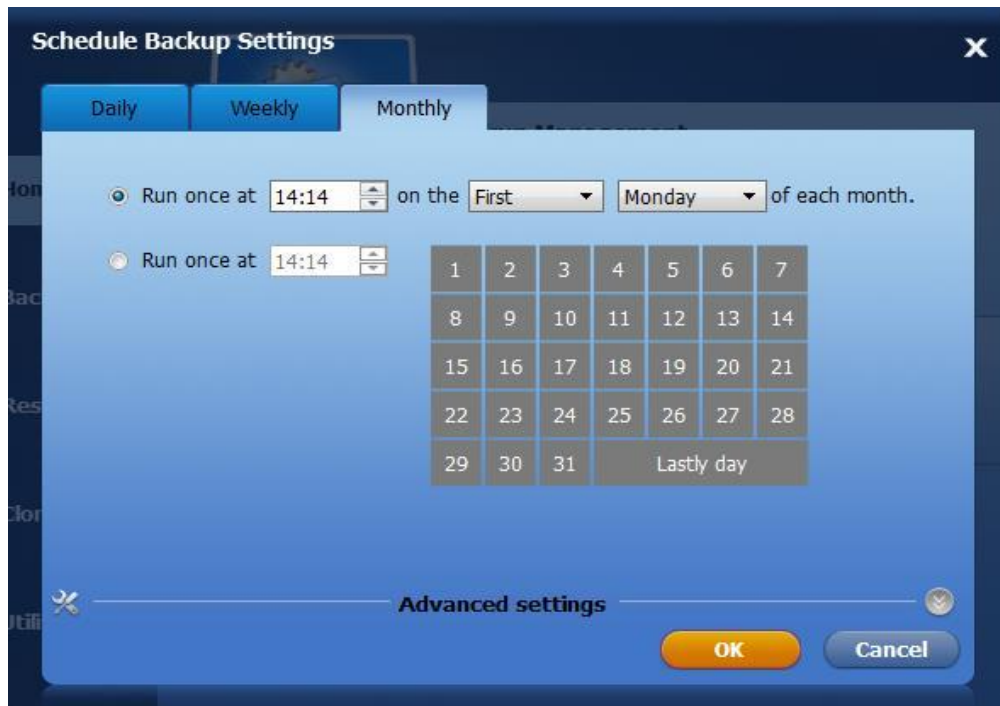 Schedule Backup Settings
X
Daily Weekly Monthly
Run once at 14:14 on the First Monday of each month.
Run once at 14:14
1 2 3 4 5 6 7
8 9 10 11 12 13 14
15 16 17 18 19 20 21
22 23 24 25 26 27 28
29 30 31 Lastly day
Advanced settings
OK Cancel